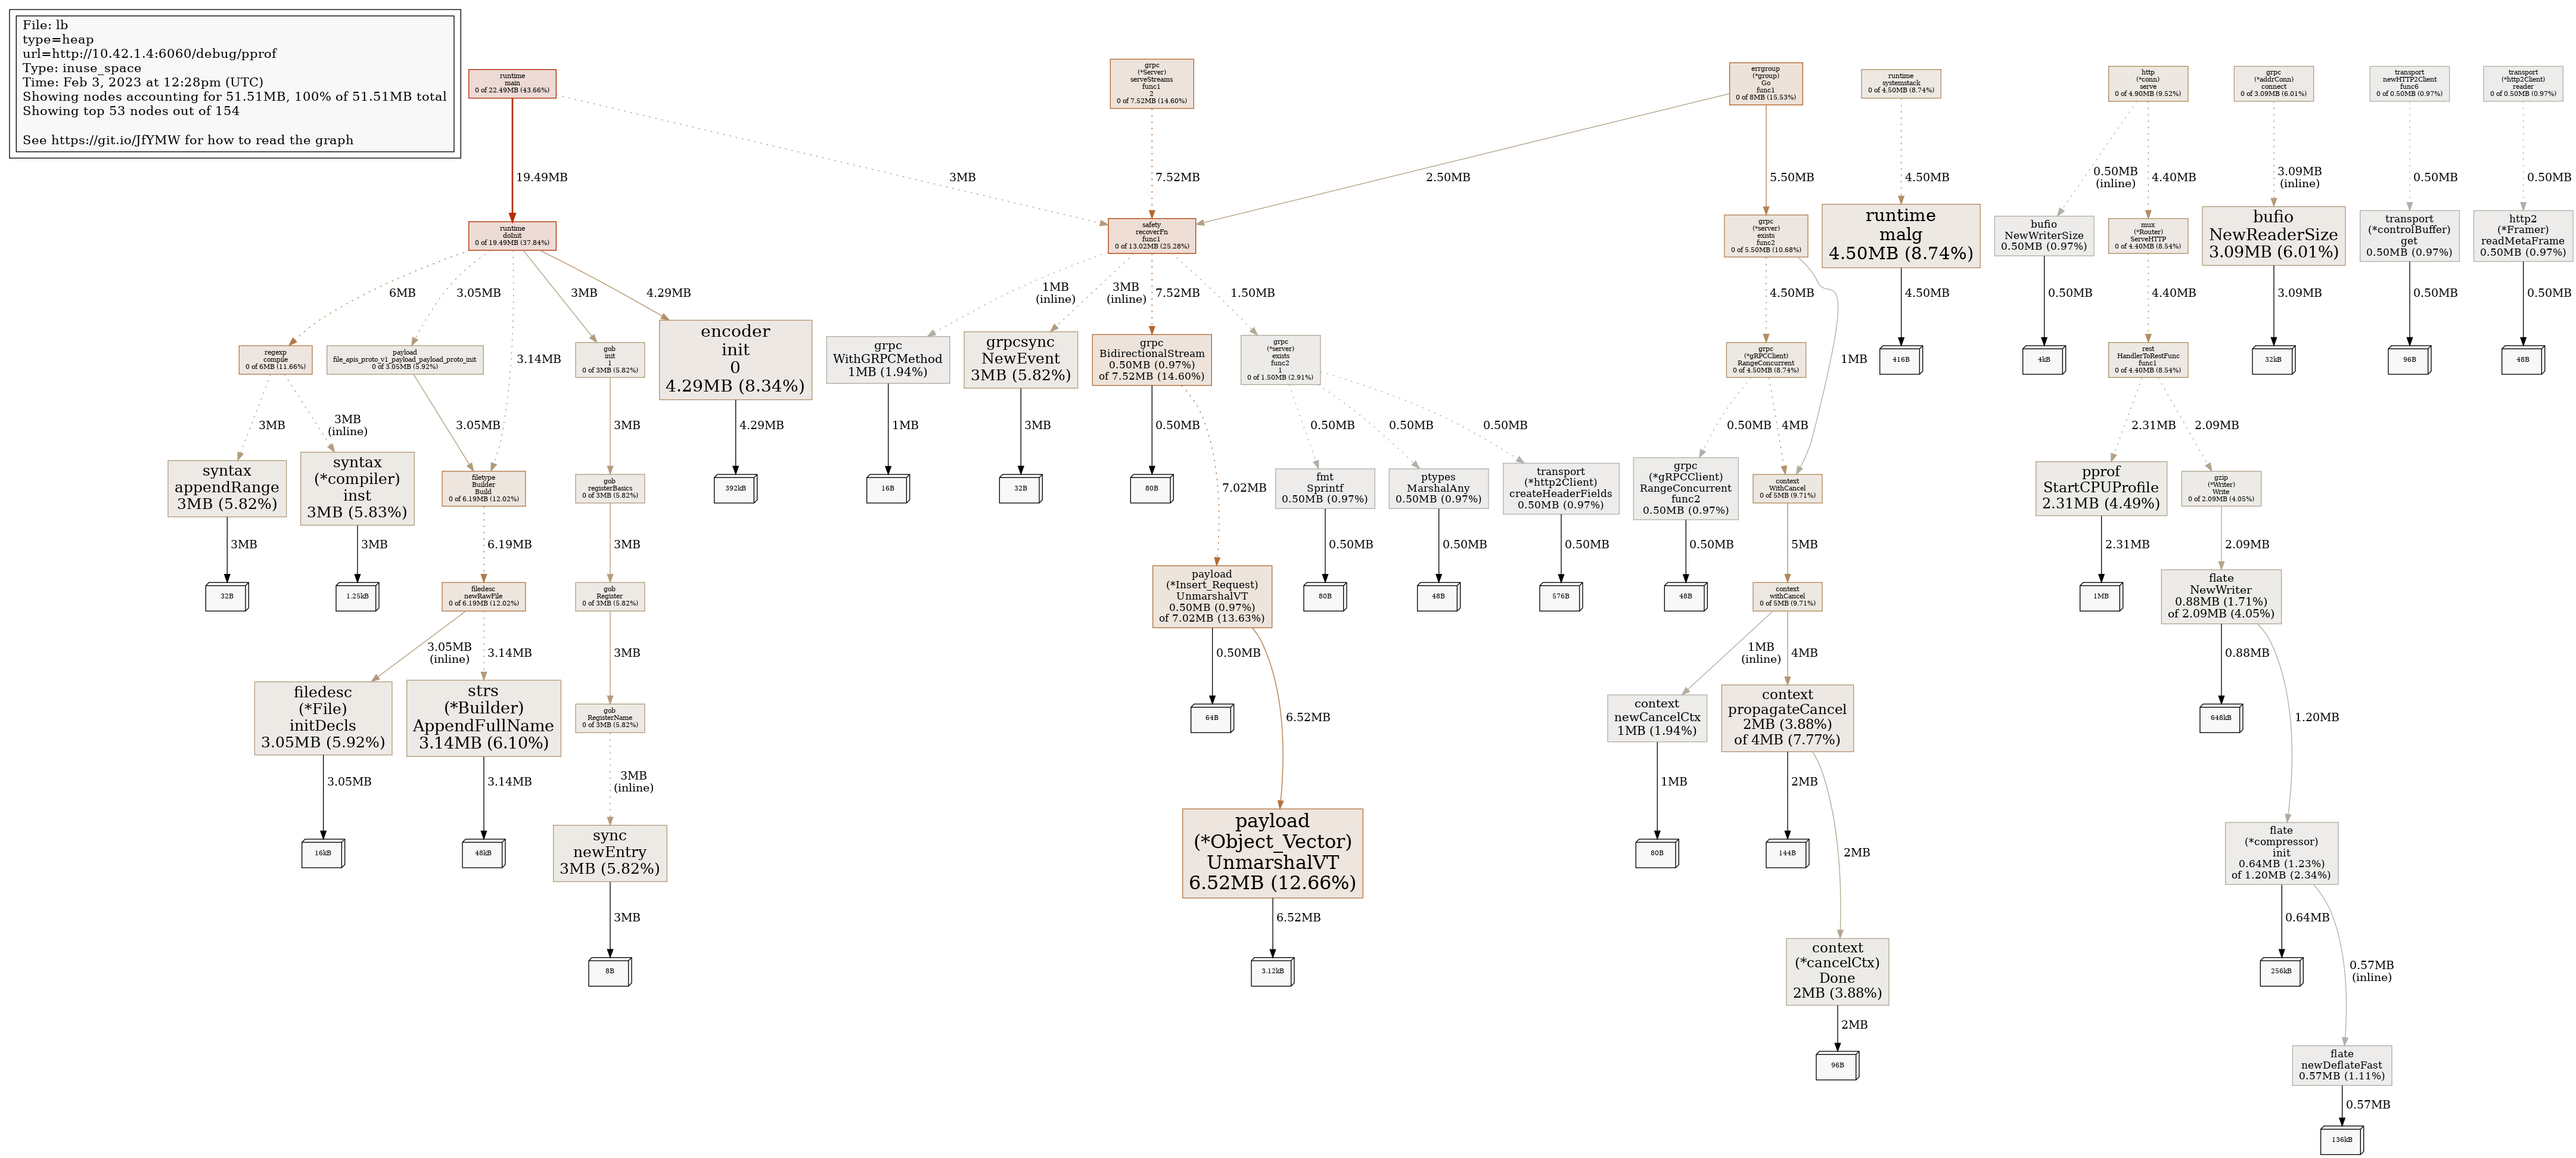 File: lb
type=heap
url=http://10.42.1.4:6060/debug/pprof
Type: inuse_space
Time: Feb 3, 2023 at 12:28pm (UTC)
Showing nodes accounting for 51.51MB, 100% of 51.51MB total
Showing top 53 nodes out of 154
See https://git.io/JfYMW for how to read the graph
runtime
main
0 of 22.49MB (43.66%)
grpc
(*Server)
serveStreams
func1
2
0 of 7.52MB (14.60%)
errgroup
(*group)
Go
func1
0 of 8MB (15.53%)
runtime
systemstack
0 of 4.50MB (8.74%)
http
(*conn)
serve
0 of 4.90MB (9.52%)
grpc
(*addrConn)
connect
0 of 3.09MB (6.01%)
transport
newHTTP2Client
func6
0 of 0.50MB (0.97%)
transport
(*http2Client)
reader
0 of 0.50MB (0.97%)
19.49MB
3MB
7.52MB
2.50MB
5.50MB
4.50MB
0.50MB
(inline)
4.40MB
3.09MB
(inline)
0.50MB
0.50MB
runtime
doInit
0 of 19.49MB (37.84%)
safety
recoverFn
func1
0 of 13.02MB (25.28%)
grpc
(*server)
exists
func2
0 of 5.50MB (10.68%)
runtime
malg
4.50MB (8.74%)
bufio
NewWriterSize
0.50MB (0.97%)
mux
(*Router)
ServeHTTP
0 of 4.40MB (8.54%)
bufio
NewReaderSize
3.09MB (6.01%)
transport
(*controlBuffer)
get
0.50MB (0.97%)
http2
(*Framer)
readMetaFrame
0.50MB (0.97%)
6MB
3.05MB
3.14MB
3MB
4.29MB
1MB
(inline)
3MB
(inline)
7.52MB
1.50MB
4.50MB
1MB
4.50MB
0.50MB
4.40MB
3.09MB
0.50MB
0.50MB
regexp
compile
0 of 6MB (11.66%)
payload
file_apis_proto_v1_payload_payload_proto_init
0 of 3.05MB (5.92%)
gob
init
1
0 of 3MB (5.82%)
encoder
init
0
4.29MB (8.34%)
grpc
WithGRPCMethod
1MB (1.94%)
grpcsync
NewEvent
3MB (5.82%)
grpc
BidirectionalStream
0.50MB (0.97%)
of 7.52MB (14.60%)
grpc
(*server)
exists
func2
1
0 of 1.50MB (2.91%)
grpc
(*gRPCClient)
RangeConcurrent
0 of 4.50MB (8.74%)
416B
4kB
rest
HandlerToRestFunc
func1
0 of 4.40MB (8.54%)
32kB
96B
48B
3MB
3MB
(inline)
3.05MB
3MB
4.29MB
1MB
3MB
0.50MB
7.02MB
0.50MB
0.50MB
0.50MB
0.50MB
4MB
2.31MB
2.09MB
syntax
appendRange
3MB (5.82%)
syntax
(*compiler)
inst
3MB (5.83%)
filetype
Builder
Build
0 of 6.19MB (12.02%)
gob
registerBasics
0 of 3MB (5.82%)
392kB
16B
32B
80B
fmt
Sprintf
0.50MB (0.97%)
ptypes
MarshalAny
0.50MB (0.97%)
transport
(*http2Client)
createHeaderFields
0.50MB (0.97%)
grpc
(*gRPCClient)
RangeConcurrent
func2
0.50MB (0.97%)
context
WithCancel
0 of 5MB (9.71%)
pprof
StartCPUProfile
2.31MB (4.49%)
gzip
(*Writer)
Write
0 of 2.09MB (4.05%)
3MB
3MB
6.19MB
3MB
0.50MB
0.50MB
0.50MB
0.50MB
5MB
2.31MB
2.09MB
32B
1.25kB
filedesc
newRawFile
0 of 6.19MB (12.02%)
gob
Register
0 of 3MB (5.82%)
payload
(*Insert_Request)
UnmarshalVT
0.50MB (0.97%)
of 7.02MB (13.63%)
80B
48B
576B
48B
context
withCancel
0 of 5MB (9.71%)
1MB
flate
NewWriter
0.88MB (1.71%)
of 2.09MB (4.05%)
3.05MB
(inline)
3.14MB
3MB
0.50MB
6.52MB
1MB
(inline)
4MB
0.88MB
1.20MB
filedesc
(*File)
initDecls
3.05MB (5.92%)
strs
(*Builder)
AppendFullName
3.14MB (6.10%)
gob
RegisterName
0 of 3MB (5.82%)
64B
context
newCancelCtx
1MB (1.94%)
context
propagateCancel
2MB (3.88%)
of 4MB (7.77%)
648kB
3.05MB
3.14MB
3MB
(inline)
1MB
2MB
2MB
16kB
48kB
sync
newEntry
3MB (5.82%)
payload
(*Object_Vector)
UnmarshalVT
6.52MB (12.66%)
80B
144B
flate
(*compressor)
init
0.64MB (1.23%)
of 1.20MB (2.34%)
3MB
6.52MB
0.64MB
0.57MB
(inline)
8B
3.12kB
context
(*cancelCtx)
Done
2MB (3.88%)
256kB
2MB
96B
flate
newDeflateFast
0.57MB (1.11%)
0.57MB
136kB